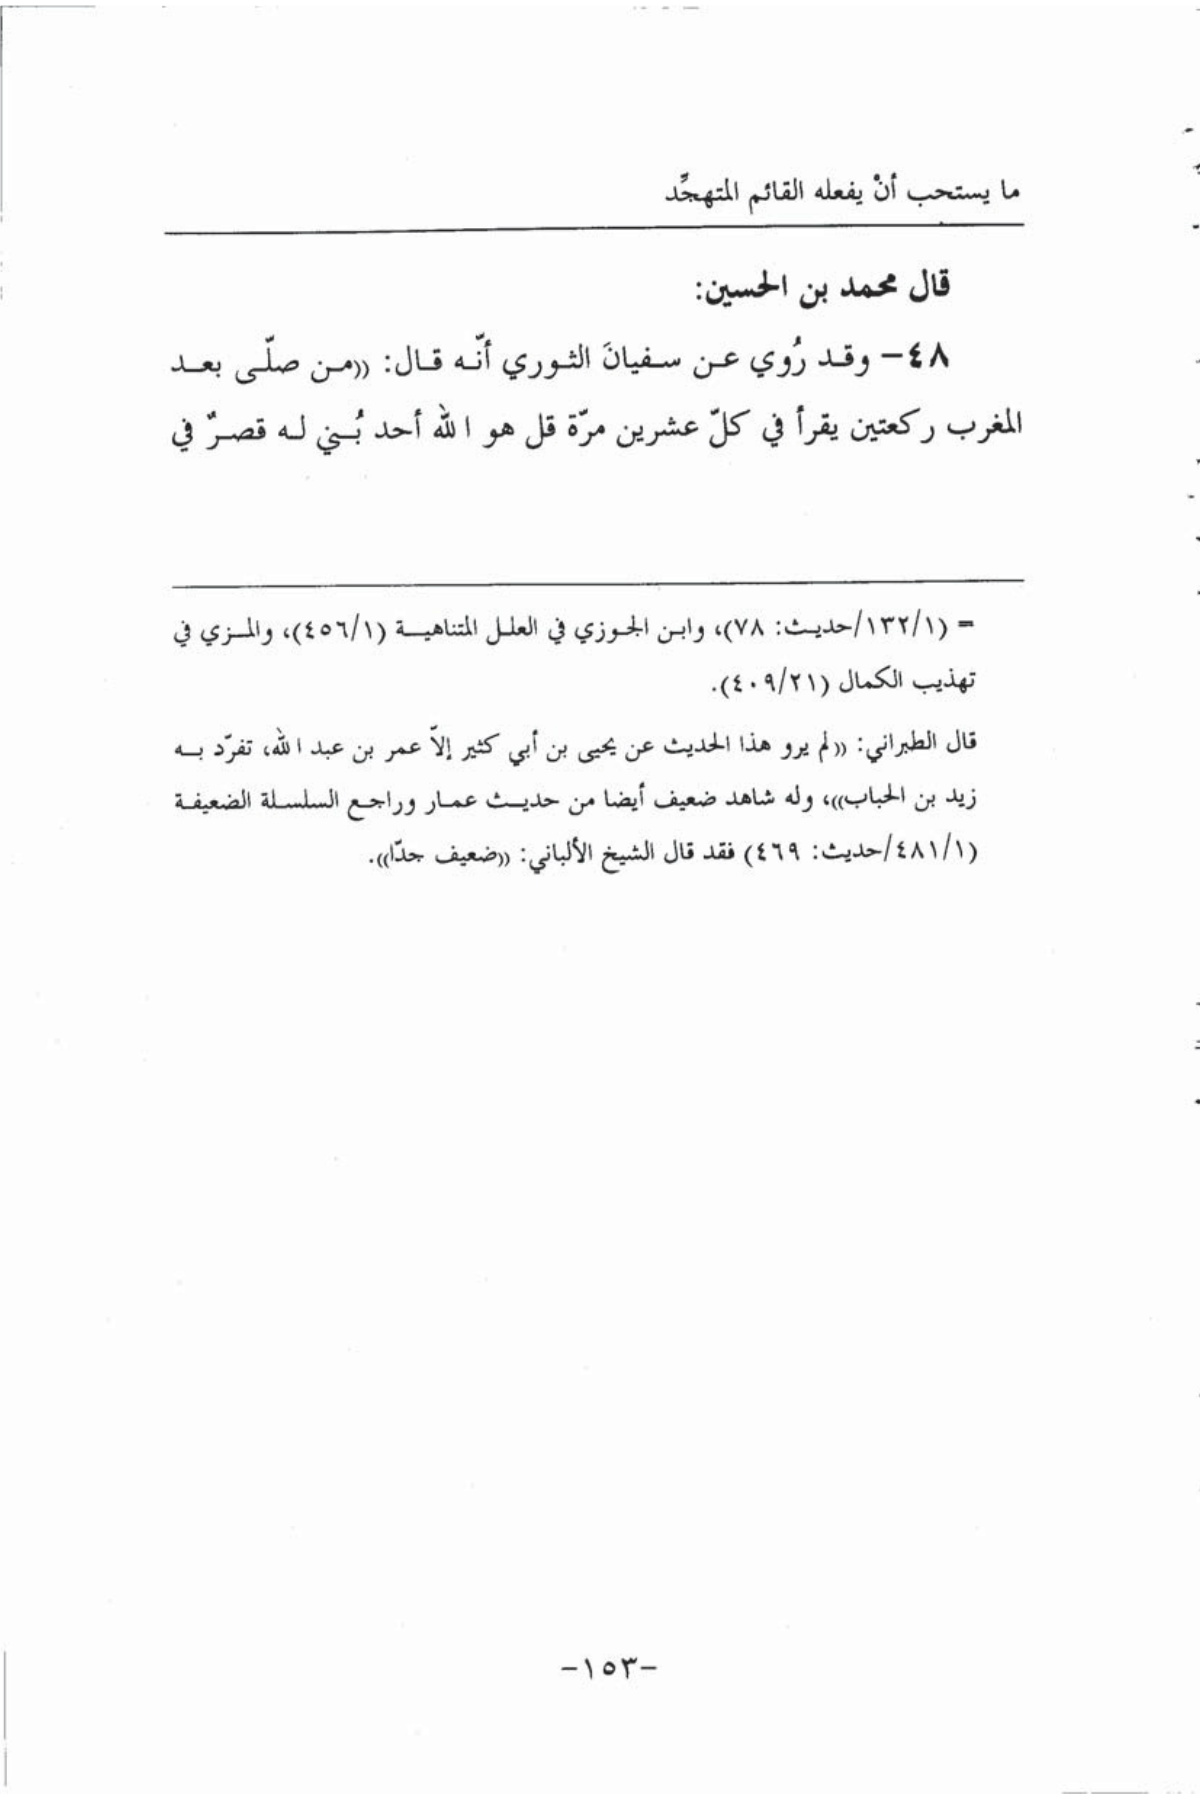 ما يستحب أنْ يفعله القائم المتهجِّد
قال محمد بن الحسين:
٤٨- وقد رُوي عن سفيانَ الثوري أنّه قال: ((من صلّى بعد
المغرب ركعتين يقرأ في كلّ عشرين مرّة قل هو الله أحد بُني له قصرٌ في
= (١٣٢/١/حديث: ٧٨)، وابن الجوزي في العلل المتناهية (٤٥٦/١)، والمزي في
تهذيب الكمال (٤٠٩/٢١).
قال الطبراني: ((لم يرو هذا الحديث عن يحيى بن أبي كثير إلاّ عمر بن عبد الله، تفرّد به
زيد بن الحباب))، وله شاهد ضعيف أيضا من حديث عمار وراجع السلسلة الضعيفة
(٤٨١/١/حديث: ٤٦٩) فقد قال الشيخ الألباني: ((ضعيف جدّا)).
-١٥٣-